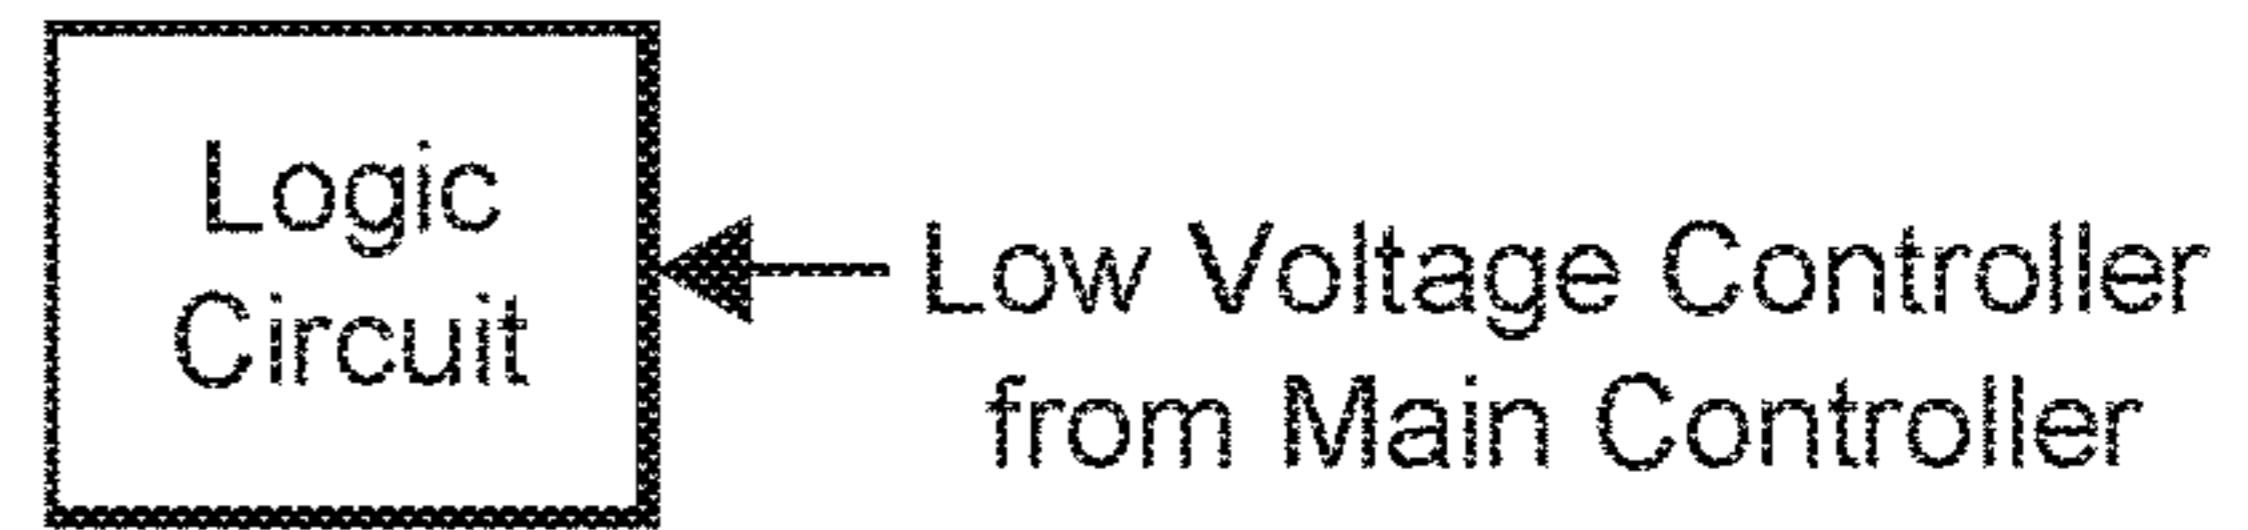 Logic
Circuit
Low Voltage Controller
from Main Controller